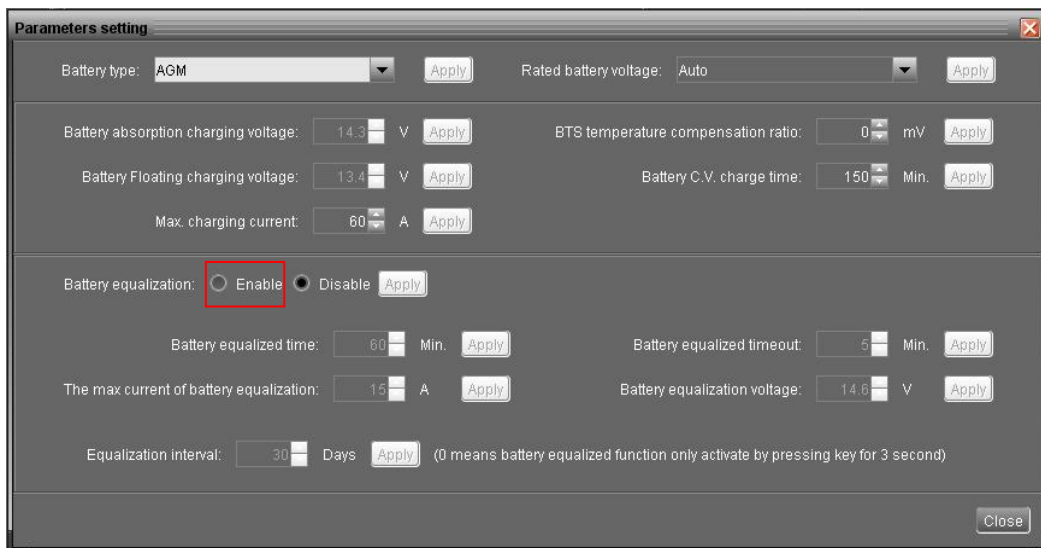 Parameters setting
Battery type: AGM Apply Rated battery voltage: Auto Apply
Battery absorption charging voltage: 14.3 V Apply BTS temperature compensation ratio: 0 mV Apply
Battery Floating charging voltage: 13.4 V Apply Battery C.V. charge time: 150 Min. Apply
Max. charging current: 60 A Apply
Battery equalization: Enable Disable Apply
Battery equalized time: 60 Min. Apply Battery equalized timeout: 5 Min. Apply
The max current of battery equalization: 15 A Apply Battery equalization voltage: 14.6 V Apply
Equalization interval: 30 Days Apply (0 means battery equalized function only activate by pressing key for 3 second)
Close